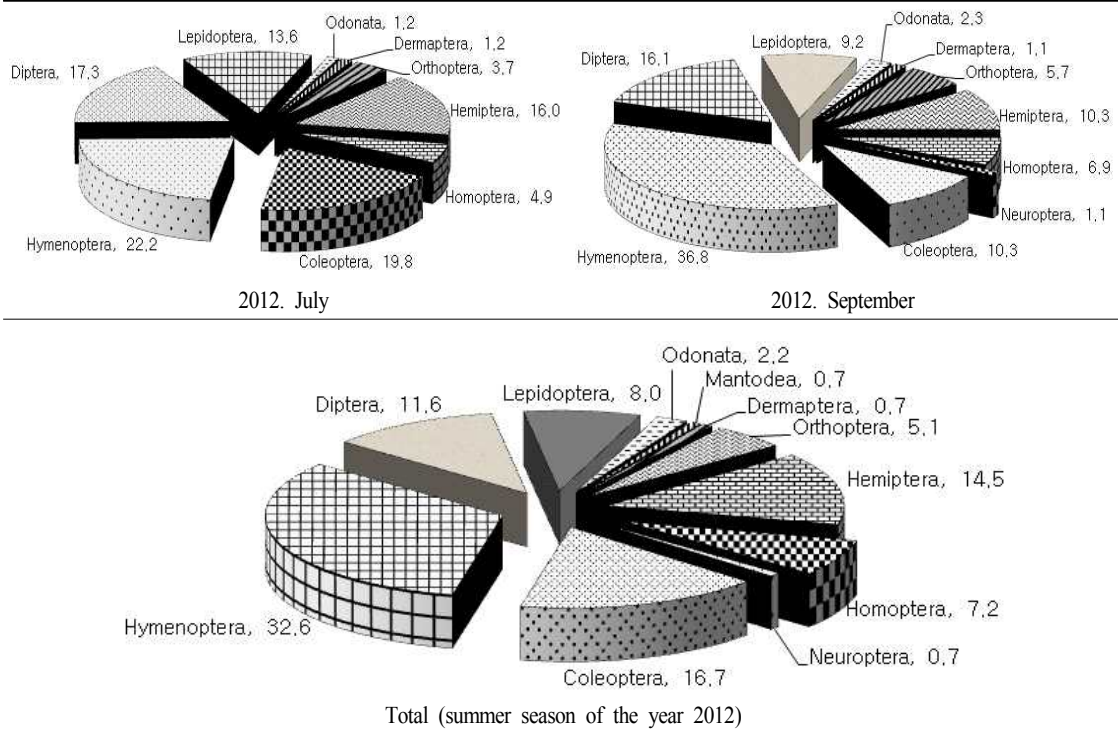 Odonata, 1,2
Lepidoptera, 13,6
Dermaptera, 1,2
Orthoptera, 3,7
Diptera, 17,3
Hemiptera, 16,0
Homoptera, 4,9
Hymenoptera, 22,2
Coleoptera, 19,8
2012. July
Odonata, 2,3
Lepidoptera, 9,2
Dermaptera, 1,1
Orthoptera, 5,7
Diptera, 16,1
Hemiptera, 10,3
Homoptera, 6,9
Neuroptera, 1,1
Coleoptera, 10,3
Hymenoptera, 36,8
2012. September
Odonata, 2,2
Mantodea, 0,7
Lepidoptera, 8,0
Dermaptera, 0,7
Diptera, 11,6
Orthoptera, 5,1
Hemiptera, 14,5
Homoptera, 7,2
Hymenoptera, 32,6
Neuroptera, 0,7
Coleoptera, 16,7
Total (summer season of the year 2012)